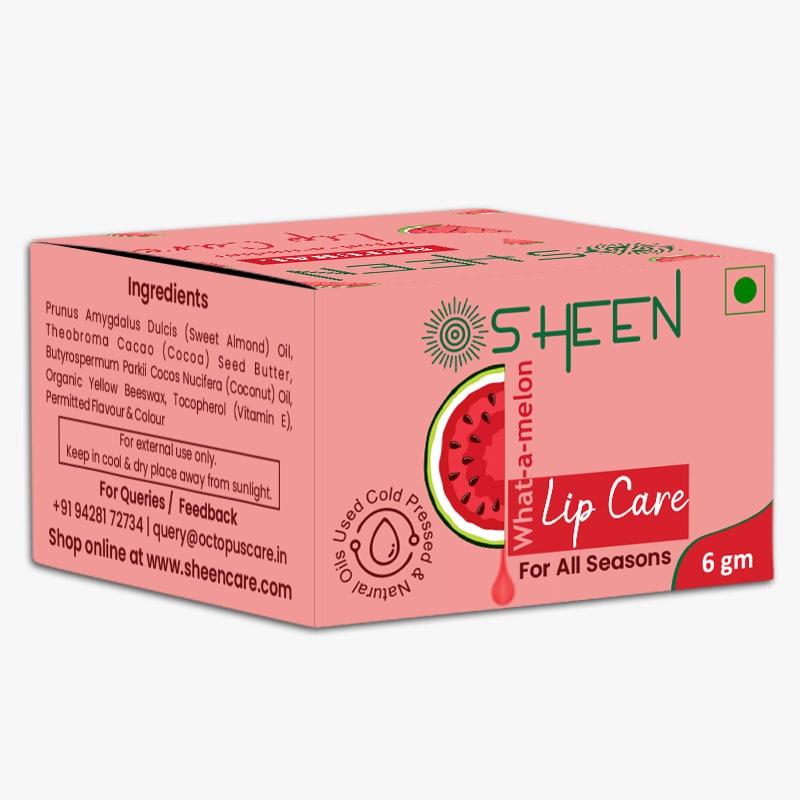 Ingredients
Prunus Amygdalus Dulcis (Sweet Almond) Oil,
Theobroma Cacao (Cocoa) Seed Butter,
Butyrospermum Parkii Cocos Nucifera (Coconut) Oil,
Organic Yellow Beeswax, Tocopherol (Vitamin E),
Permitted Flavour & Colour
For external use only.
Keep in cool & dry place away from sunlight.
For Queries / Feedback
+91 94281 72734 | query@octopuscare.in
Shop online at www.sheencare.com
SHEEN
What-a-melon
Lip Care
For All Seasons
6 gm
Used Cold Pressed & Natural Oils
SHEEN
Lip Care